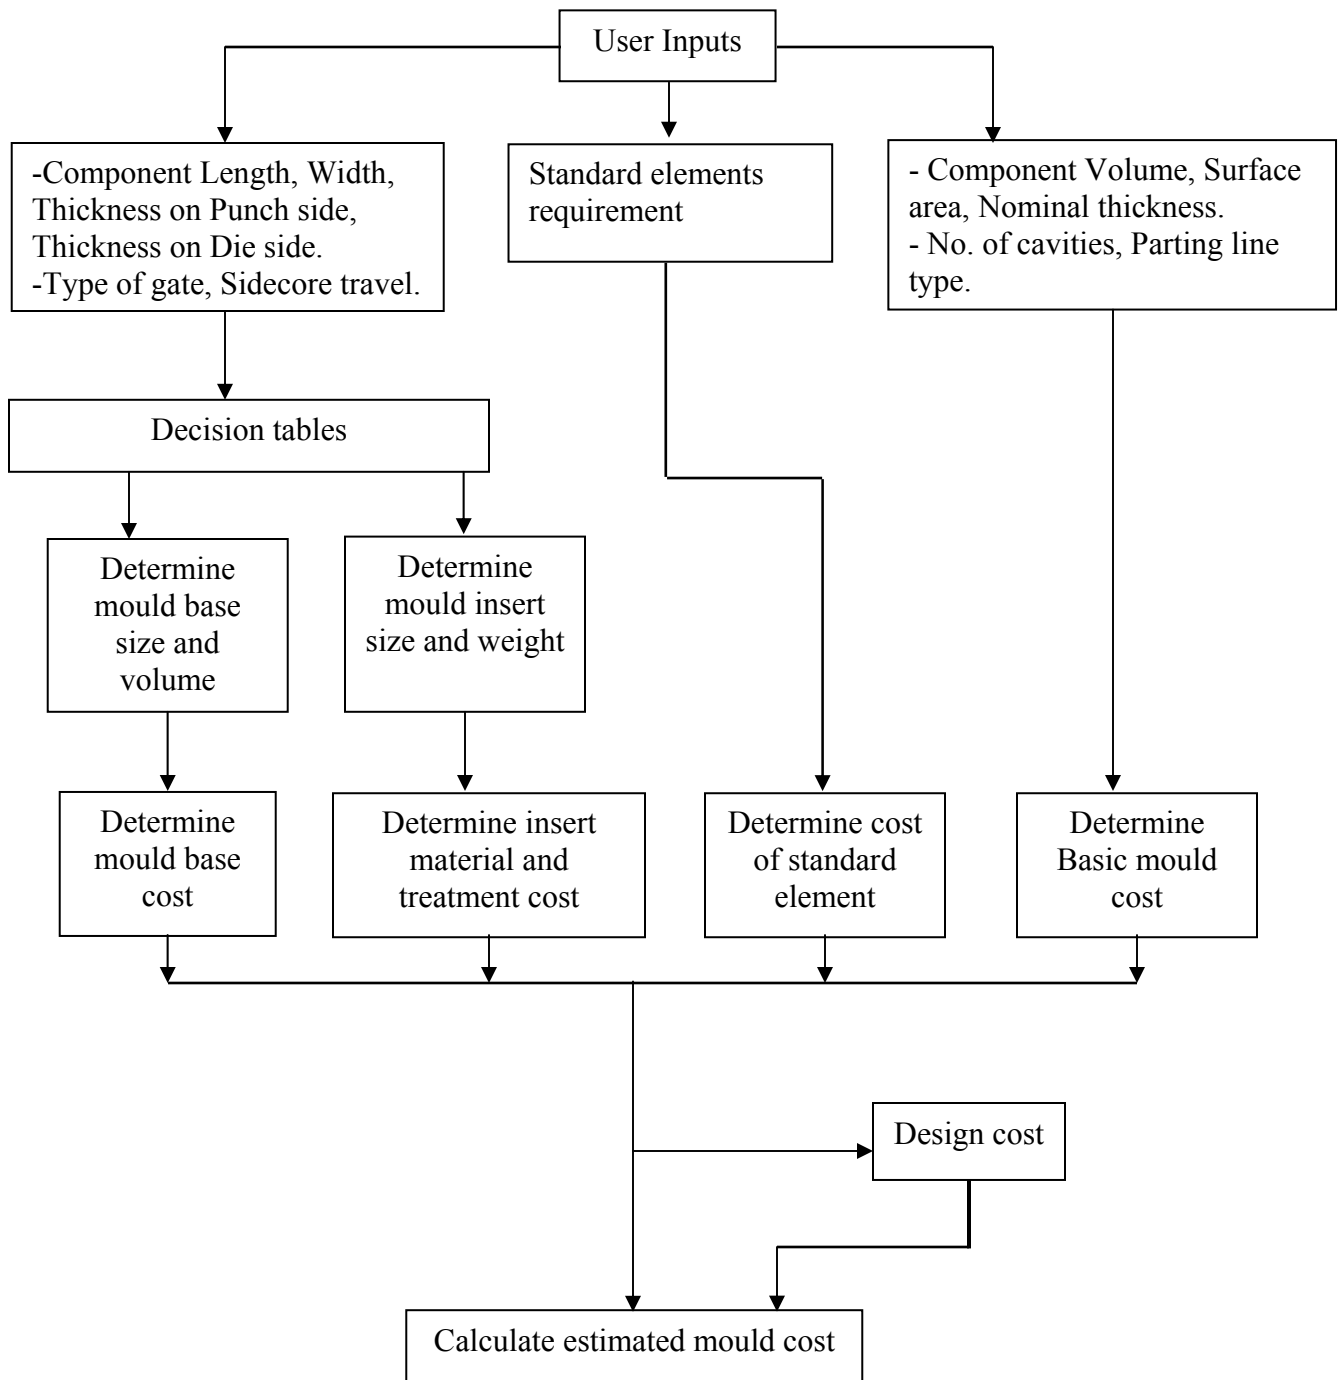 User Inputs
-Component Length, Width,
Thickness on Punch side,
Thickness on Die side.
-Type of gate, Sidecore travel.
Standard elements
requirement
- Component Volume, Surface
area, Nominal thickness.
- No. of cavities, Parting line
type.
Decision tables
Determine
mould base
size and
volume
Determine
mould insert
size and weight
Determine
mould base
cost
Determine insert
material and
treatment cost
Determine cost
of standard
element
Determine
Basic mould
cost
Design cost
Calculate estimated mould cost